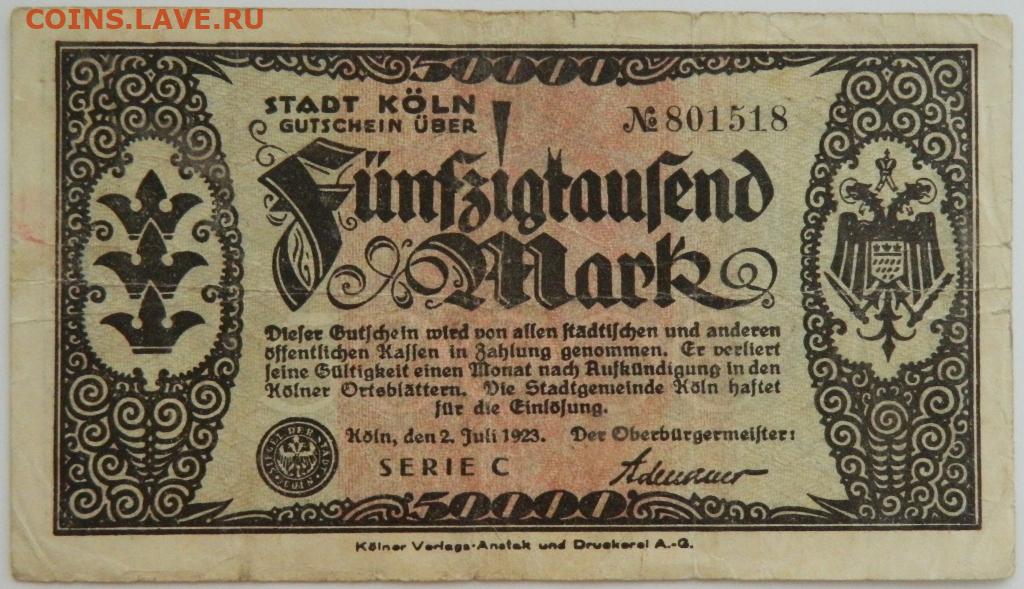 COINS.LAVE.RU
50000
STADT KÖLN
GUTSCHEIN ÜBER
№ 801518
Fünfzigtausend
Mark
Dieser Gutschein wird von allen städtischen und anderen
öffentlichen Kassen in Zahlung genommen. Er verliert
seine Gültigkeit einen Monat nach Aufkündigung in den
Kölner Ortsblättern. Die Stadtgemeinde Köln haftet
für die Einlösung.
Köln, den 2. Juli 1923. Der Oberbürgermeister:
SERIE C
Adenauer
50000
Kölner Verlags-Anstalt und Druckerei A.-G.